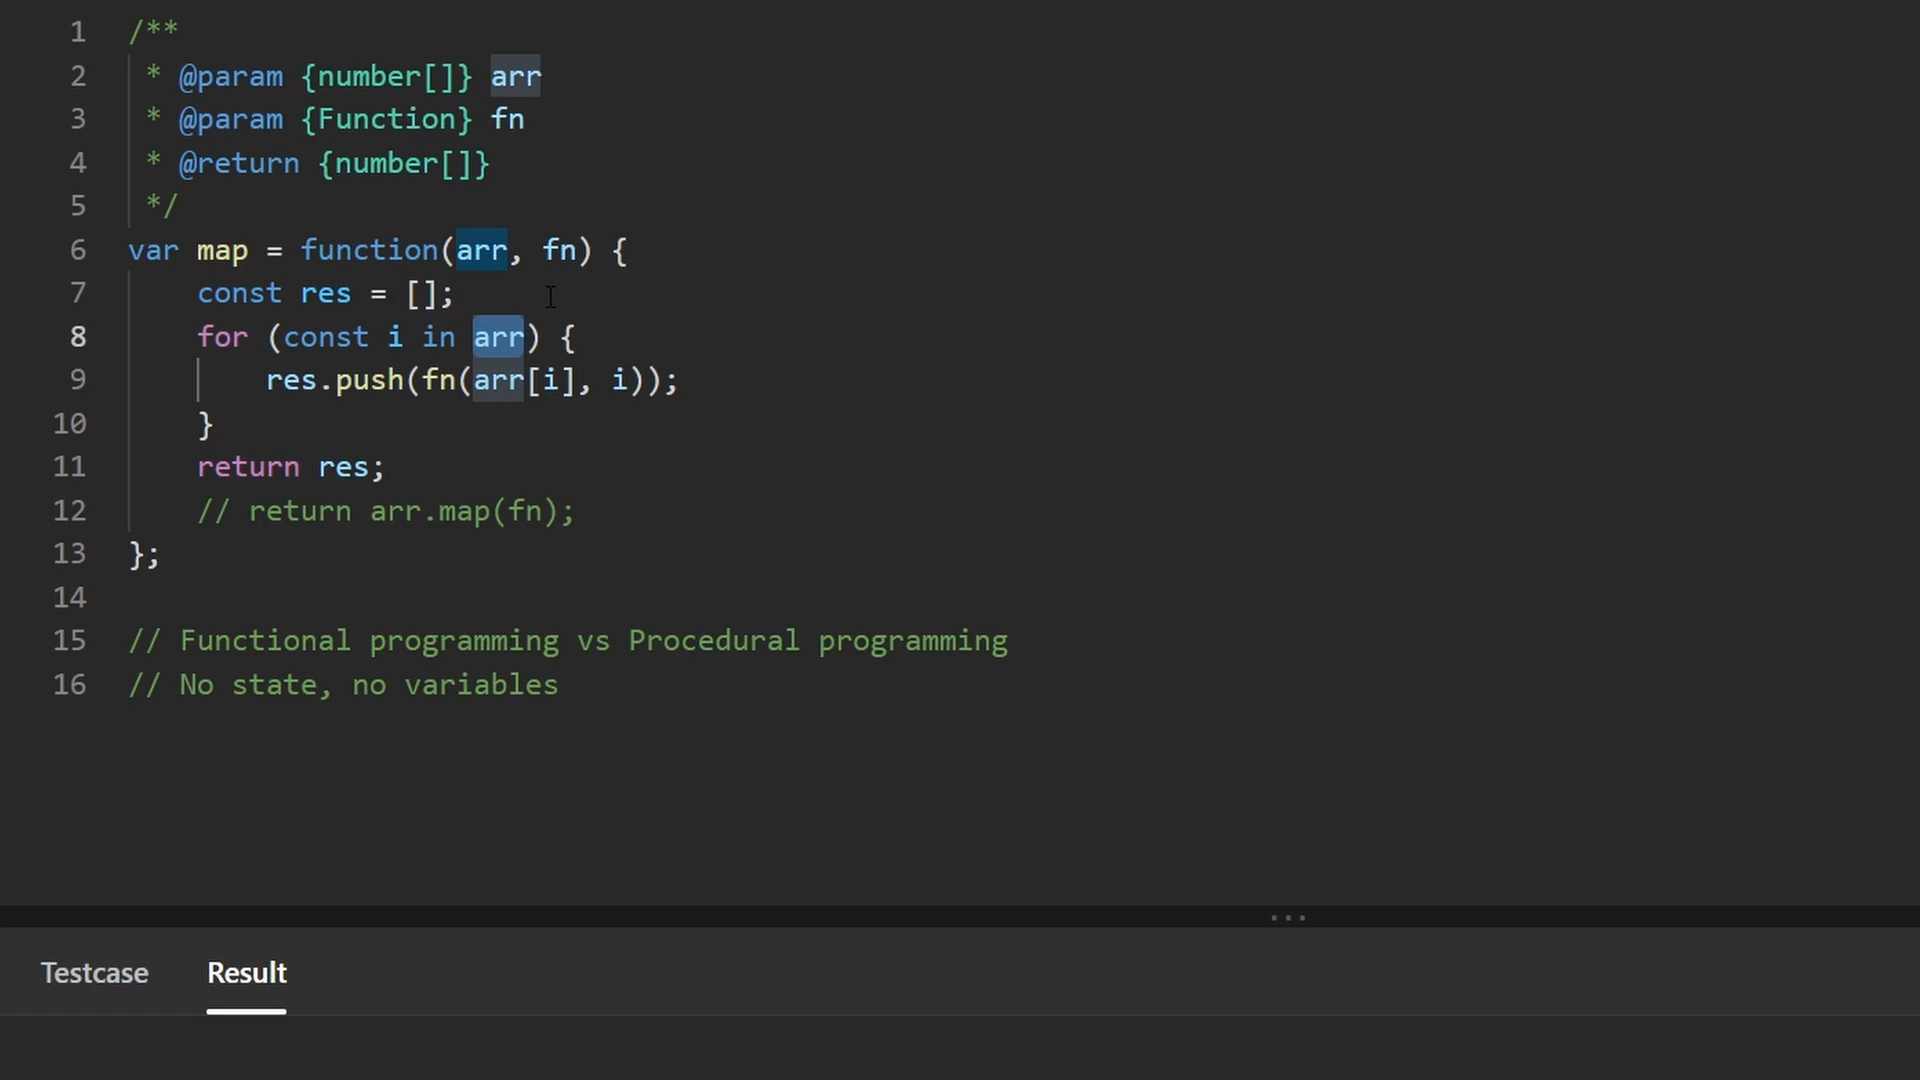 1 /**
2  * @param {number[]} arr
3  * @param {Function} fn
4  * @return {number[]}
5  */
6 var map = function(arr, fn) {
7     const res = [];
8     for (const i in arr) {
9         res.push(fn(arr[i], i));
10     }
11     return res;
12     // return arr.map(fn);
13 };
14
15 // Functional programming vs Procedural programming
16 // No state, no variables
Testcase Result